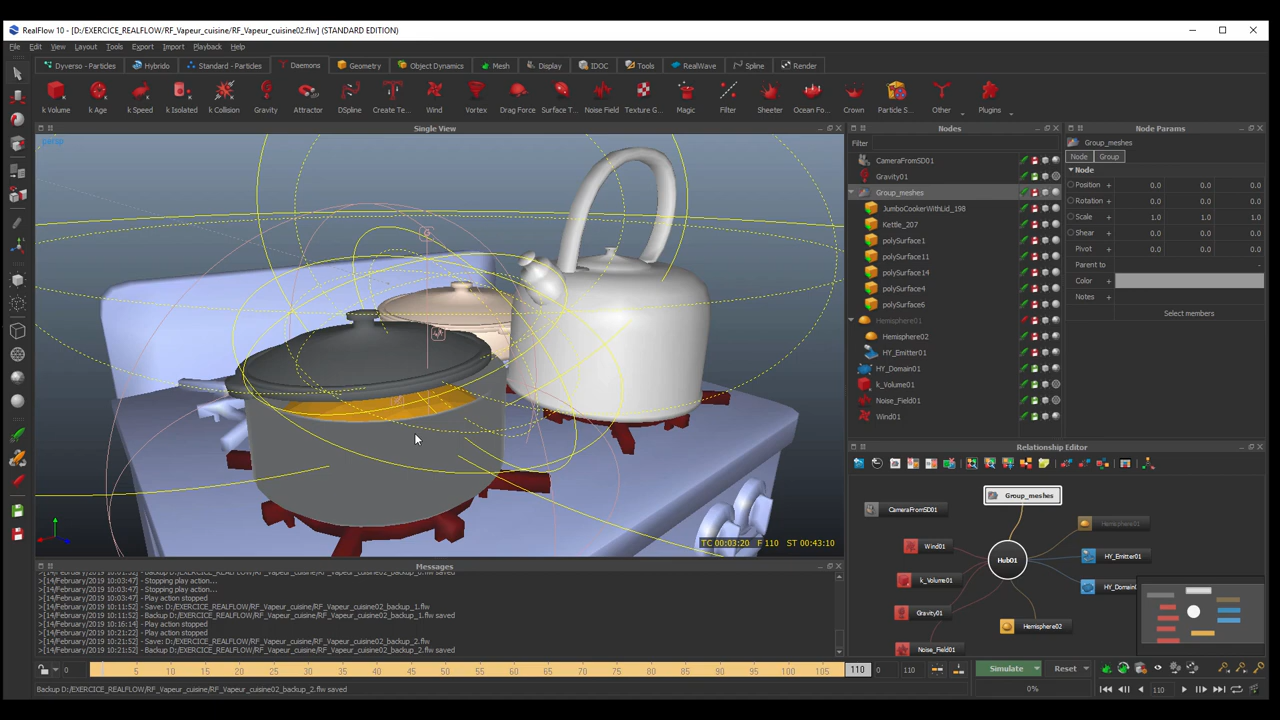 RealFlow 10 - [D:/EXERCICE_REALFLOW/RF_Vapeur_cuisine/RF_Vapeur_cuisine02.flw] (STANDARD EDITION)
File Edit View Layout Tools Export Import Playback Help
Dyverso - Particles Hybrido Standard - Particles Daemons Geometry Object Dynamics Mesh Display IDOC Tools RealWave Spline Render
k Volume k Age k Speed k Isolated k Collision Gravity Attractor DSpline Create Te... Wind Vortex Drag Force Surface T... Noise Field Texture G... Magic Filter Sheeter Ocean Fo... Crown Particle S... Other Plugins
Single View
persp
TC 00:03:20 F 110 ST 00:43:10
Nodes
Filter
CameraFromSD01
Gravity01
Group_meshes
JumboCookerWithLid_198
Kettle_207
polySurface1
polySurface11
polySurface14
polySurface4
polySurface6
Hemisphere01
Hemisphere02
HY_Emitter01
HY_Domain01
k_Volume01
Noise_Field01
Wind01
Node Params
Group_meshes
Node Group
Node
Position + 0.0 0.0 0.0
Rotation + 0.0 0.0 0.0
Scale + 1.0 1.0 1.0
Shear + 0.0 0.0 0.0
Pivot + 0.0 0.0 0.0
Parent to -
Color
Notes
Select members
Relationship Editor
Group_meshes
CameraFromSD01
Hemisphere01
Wind01
HY_Emitter01
Hub01
k_Volume01
HY_Domain
Gravity01
Hemisphere02
Noise_Field01
Messages
>[14/February/2019 10:03:47] - Stopping play action...
>[14/February/2019 10:03:47] - Play action stopped
>[14/February/2019 10:11:52] - Save: D:/EXERCICE_REALFLOW/RF_Vapeur_cuisine/RF_Vapeur_cuisine02_backup_1.flw
>[14/February/2019 10:11:52] - Backup D:/EXERCICE_REALFLOW/RF_Vapeur_cuisine/RF_Vapeur_cuisine02_backup_1.flw saved
>[14/February/2019 10:16:14] - Play action stopped
>[14/February/2019 10:21:22] - Play action stopped
>[14/February/2019 10:21:52] - Save: D:/EXERCICE_REALFLOW/RF_Vapeur_cuisine/RF_Vapeur_cuisine02_backup_2.flw
>[14/February/2019 10:21:52] - Backup D:/EXERCICE_REALFLOW/RF_Vapeur_cuisine/RF_Vapeur_cuisine02_backup_2.flw saved
0 5 10 15 20 25 30 35 40 45 50 55 60 65 70 75 80 85 90 95 100 105 110 0 110
Simulate Reset
Backup D:/EXERCICE_REALFLOW/RF_Vapeur_cuisine/RF_Vapeur_cuisine02_backup_2.flw saved
0%
110